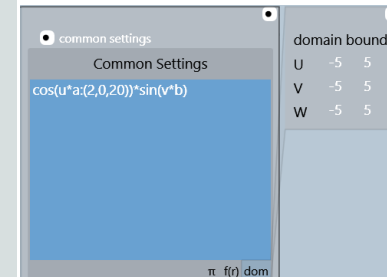 common settings
Common Settings
cos(u*a:(2,0,20))*sin(v*b)
π f(r) dom
domain bound
U -5 5
V -5 5
W -5 5